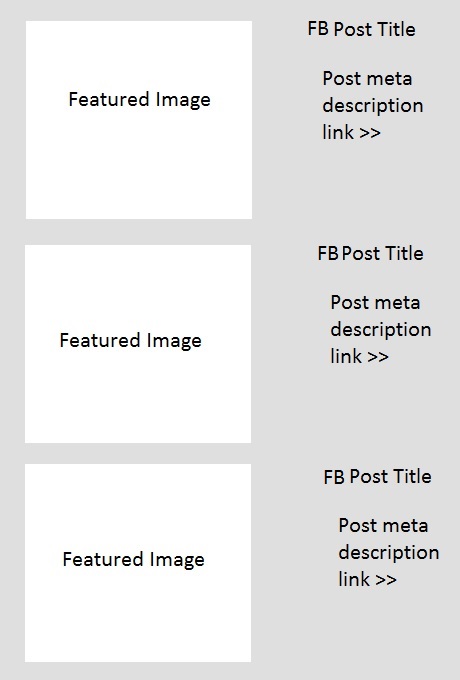 FB Post Title
Featured Image
Post meta
description
link >>
FB Post Title
Featured Image
Post meta
description
link >>
FB Post Title
Featured Image
Post meta
description
link >>